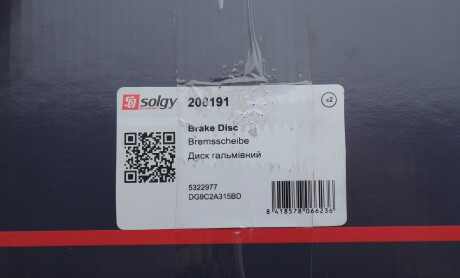 solgy
208191
x2
Brake Disc
Bremsscheibe
Диск гальмівний
5322977
DG9C2A315BD
8 418578 066236